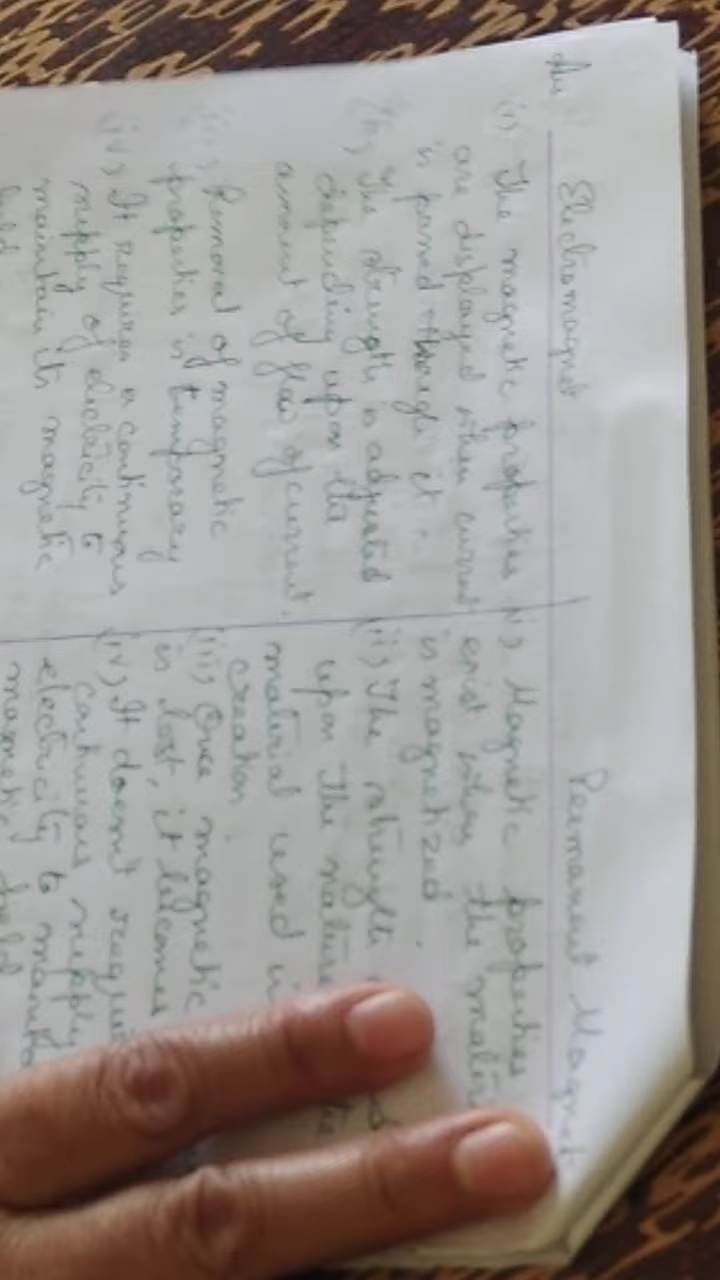 Ans
Electromagnet
Permanent Magnet
i) The magnetic properties
are displayed when current
is passed through it.
ii) The strength is adjusted
depending upon the
amount of flow of current.
iii) Removal of magnetic
properties is temporary
iv) It requires a continuous
supply of electricity to
maintain its magnetic
i) Magnetic properties
exist when the
is magnetized.
(ii) The strength
upon the nature
material used
creation
(iii) Once magnetic
is lost, it becomes
(iv) It doesn't
continuous supply
electricity to
magnetic field